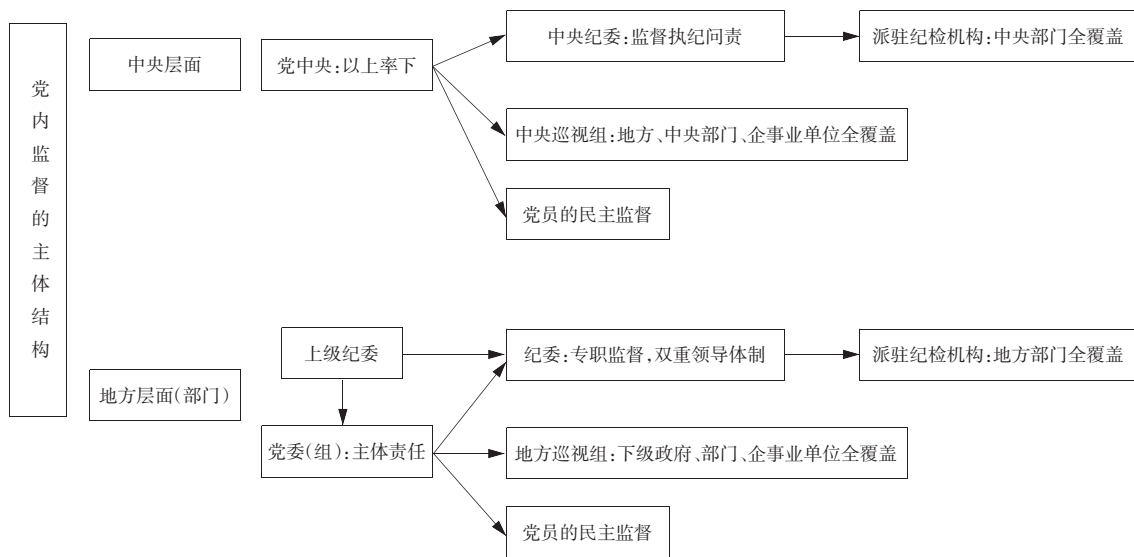 党内监督的主体结构
中央层面
党中央：以上率下
中央纪委：监督执纪问责
派驻纪检机构：中央部门全覆盖
中央巡视组：地方、中央部门、企事业单位全覆盖
党员的民主监督
地方层面（部门）
上级纪委
党委（组）：主体责任
纪委：专职监督，双重领导体制
派驻纪检机构：地方部门全覆盖
地方巡视组：下级政府、部门、企事业单位全覆盖
党员的民主监督